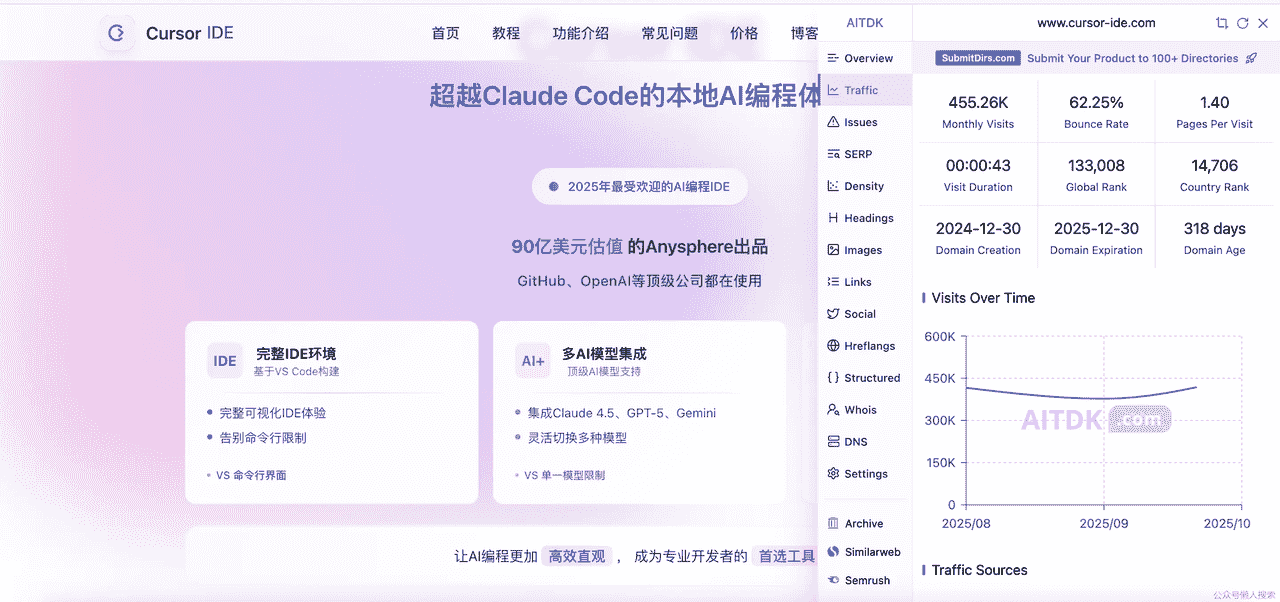 Cursor IDE
首页
教程
功能介绍
常见问题
价格
博客
超越Claude Code的本地AI编程体
2025年最受欢迎的AI编程IDE
90亿美元估值 的Anysphere出品
GitHub、OpenAI等顶级公司都在使用
IDE
完整IDE环境
基于VS Code构建
完整可视化IDE体验
告别命令行限制
VS 命令行界面
AI+
多AI模型集成
顶级AI模型支持
集成Claude 4.5、GPT-5、Gemini
灵活切换多种模型
VS 单一模型限制
让AI编程更加 高效直观 ， 成为专业开发者的 首选工具
AITDK
Overview
Traffic
Issues
SERP
Density
Headings
Images
Links
Social
Hreflangs
Structured
Whois
DNS
Settings
Archive
Similarweb
Semrush
www.cursor-ide.com
SubmitDirs.com Submit Your Product to 100+ Directories
455.26K
Monthly Visits
62.25%
Bounce Rate
1.40
Pages Per Visit
00:00:43
Visit Duration
133,008
Global Rank
14,706
Country Rank
2024-12-30
Domain Creation
2025-12-30
Domain Expiration
318 days
Domain Age
Visits Over Time
600K
450K
300K
150K
0
AITDK .com
2025/08
2025/09
2025/10
Traffic Sources
公众号懒人搜索